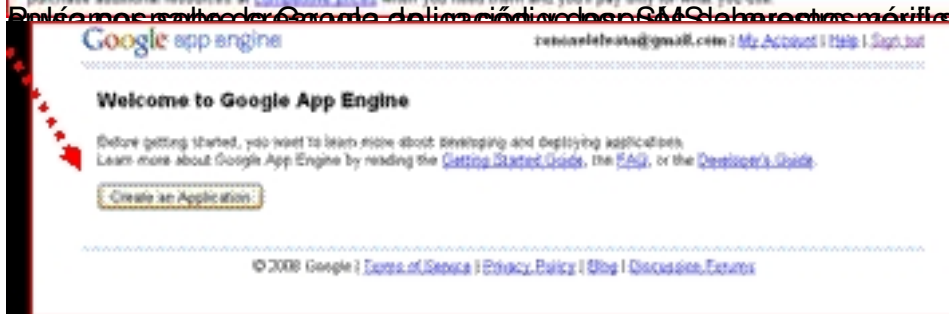 Google app engine
@gmail.com | My Account | Help | Sign out
Welcome to Google App Engine
Before getting started, you want to learn more about developing and deploying applications.
Learn more about Google App Engine by reading the Getting Started Guide, the FAQ, or the Developer's Guide.
Create an Application
© 2008 Google | Terms of Service | Privacy Policy | Blog | Discussion Forums